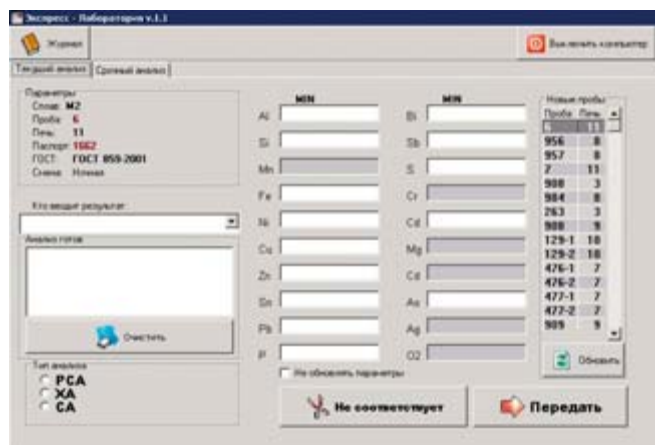 Экспресс - Лаборатория v.1.1
Журнал
Выключить компьютер
Текущий анализ
Срочный анализ
Параметры
Сплав: М2
Проба: 6
Печь: 11
Паспорт: 1662
ГОСТ: ГОСТ 859-2001
Смена: Ночная
Кто вводит результат:
Анализ готов
Очистить
Тип анализа
РСА
ХА
СА
MIN
Al
Si
Mn
Fe
Ni
Cu
Zn
Sn
Pb
P
MIN
Bi
Sb
S
Cr
Cd
Mg
Cd
As
Ag
O2
Не обновлять параметры
Не соответствует
Передать
Новые пробы
Проба Печь
6 11
956 8
957 8
7 11
908 3
984 8
263 3
908 9
129-1 10
129-2 10
476-1 7
476-2 7
477-1 7
477-2 7
909 9
Обновить